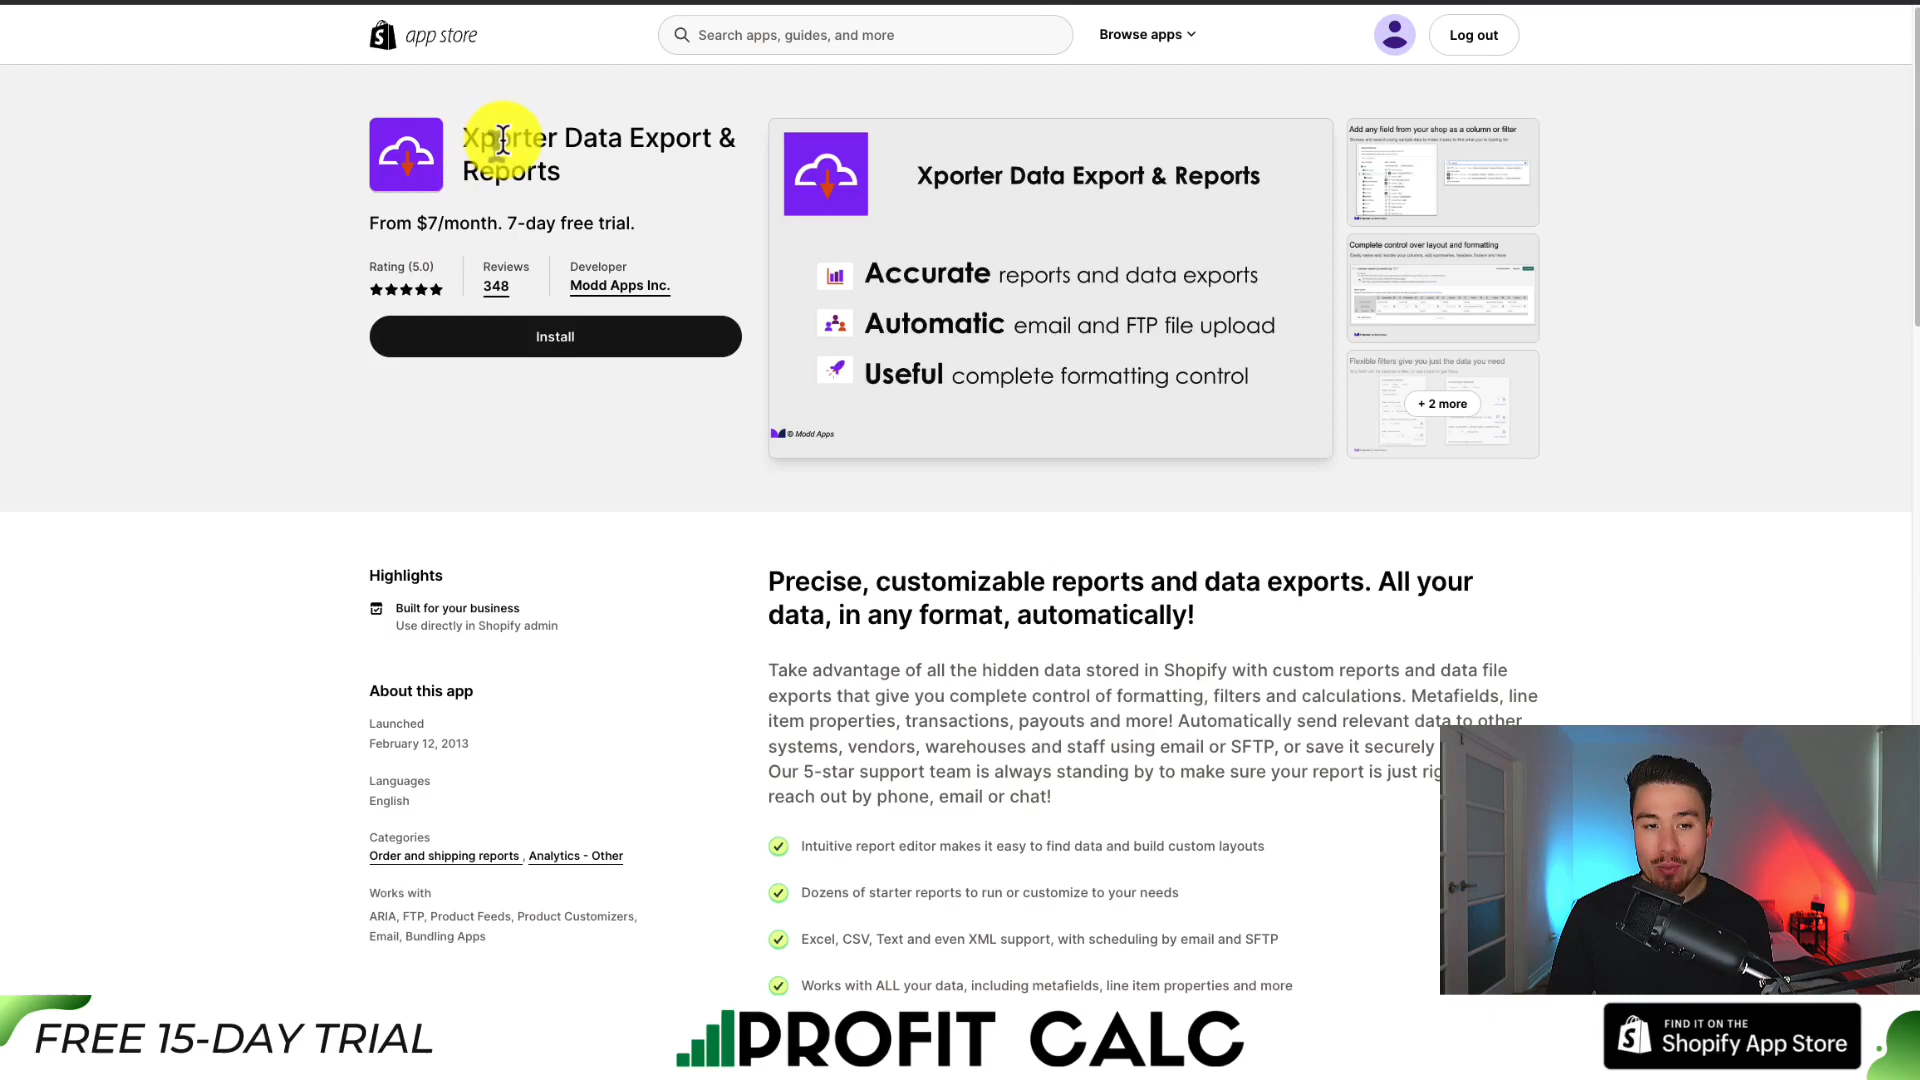 app store
Search apps, guides, and more
Browse apps
Log out
Xporter Data Export &
Reports
From $7/month. 7-day free trial.
Rating (5.0)
Reviews
348
Developer
Modd Apps Inc.
Install
Xporter Data Export & Reports
Accurate reports and data exports
Automatic email and FTP file upload
Useful complete formatting control
© Modd Apps
Add any field from your shop as a column or filter
Complete control over layout and formatting
Easily name and reorder your columns, add summaries, headers, footers and more
Flexible filters give you just the data you need
+ 2 more
Highlights
Built for your business
Use directly in Shopify admin
About this app
Launched
February 12, 2013
Languages
English
Categories
Order and shipping reports , Analytics - Other
Works with
ARIA, FTP, Product Feeds, Product Customizers,
Email, Bundling Apps
Precise, customizable reports and data exports. All your
data, in any format, automatically!
Take advantage of all the hidden data stored in Shopify with custom reports and data file
exports that give you complete control of formatting, filters and calculations. Metafields, line
item properties, transactions, payouts and more! Automatically send relevant data to other
systems, vendors, warehouses and staff using email or SFTP, or save it securely
Our 5-star support team is always standing by to make sure your report is just
reach out by phone, email or chat!
Intuitive report editor makes it easy to find data and build custom layouts
Dozens of starter reports to run or customize to your needs
Excel, CSV, Text and even XML support, with scheduling by email and SFTP
Works with ALL your data, including metafields, line item properties and more
FREE 15-DAY TRIAL
PROFIT CALC
FIND IT ON THE
Shopify App Store